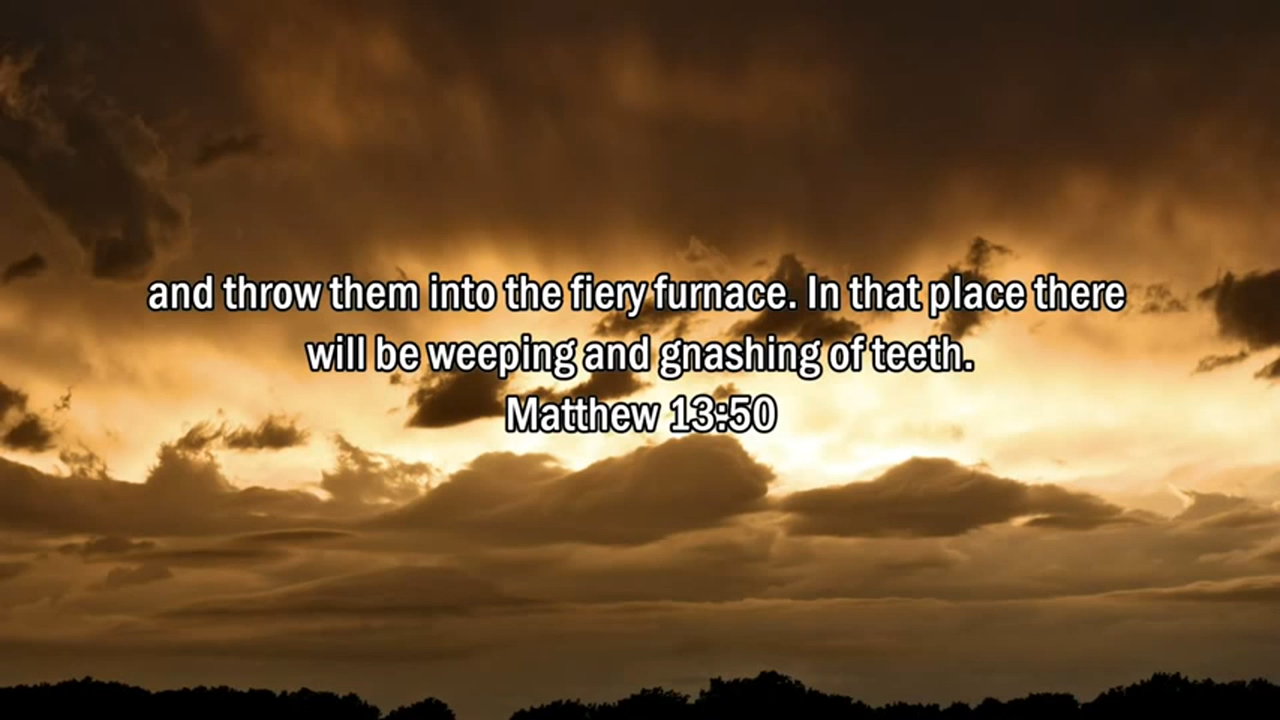 and throw them into the fiery furnace. In that place there
will be weeping and gnashing of teeth.
Matthew 13:50